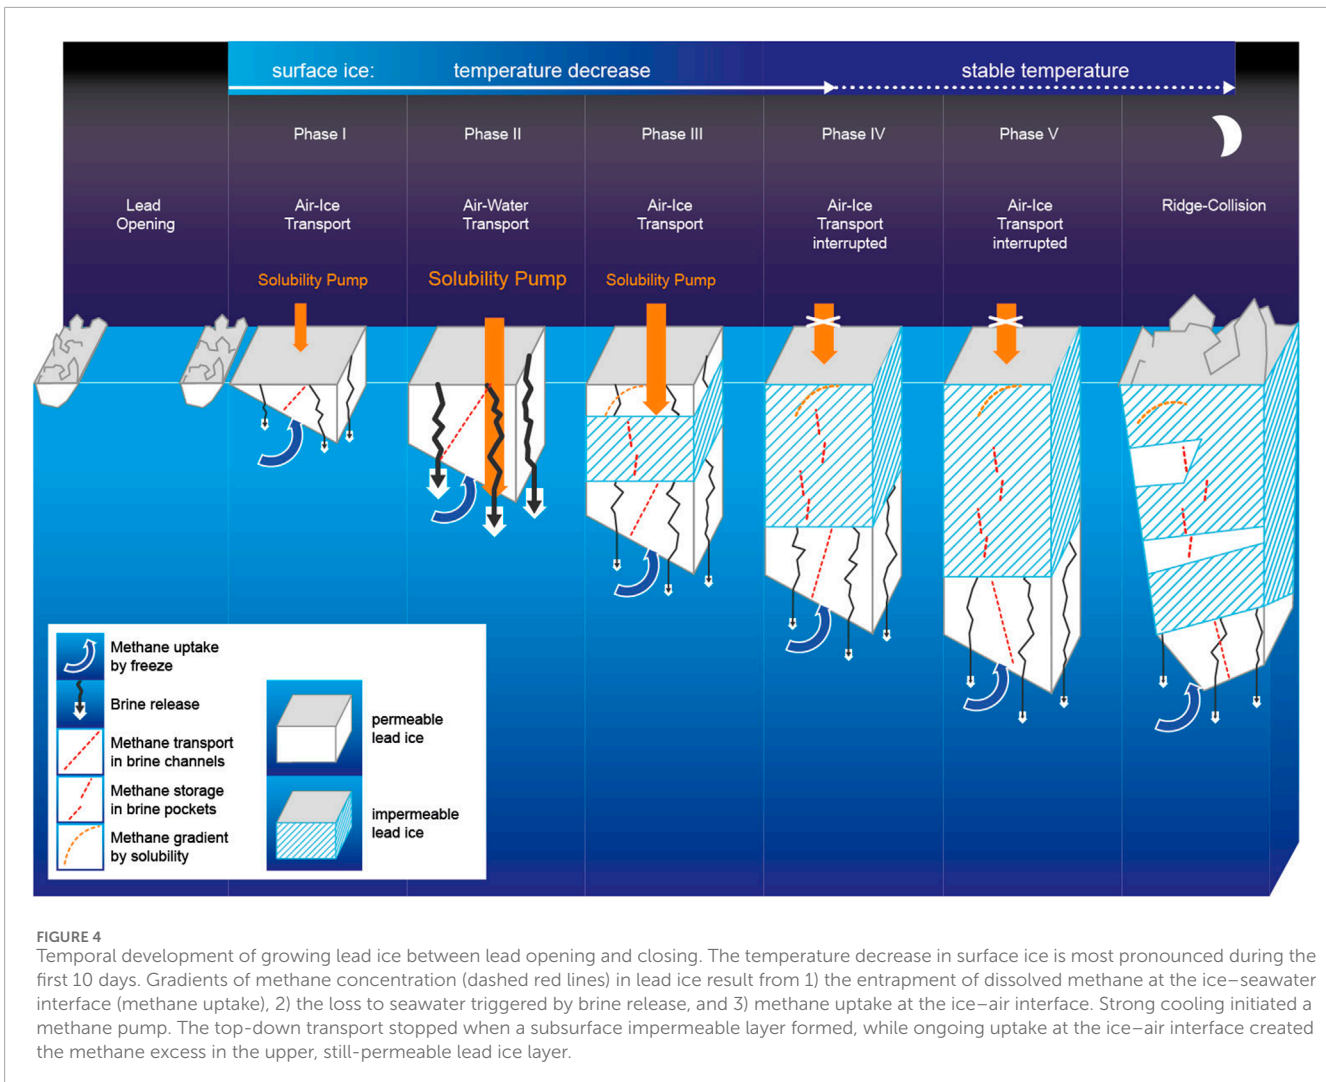 surface ice: temperature decrease stable temperature
Phase I Phase II Phase III Phase IV Phase V
Lead
Opening
Air-Ice
Transport
Air-Water
Transport
Air-Ice
Transport
Air-Ice
Transport
interrupted
Air-Ice
Transport
interrupted
Ridge-Collision
Solubility Pump Solubility Pump Solubility Pump
Methane uptake
by freeze
Brine release
Methane transport
in brine channels
Methane storage
in brine pockets
Methane gradient
by solubility
permeable
lead ice
impermeable
lead ice
FIGURE 4
Temporal development of growing lead ice between lead opening and closing. The temperature decrease in surface ice is most pronounced during the
first 10 days. Gradients of methane concentration (dashed red lines) in lead ice result from 1) the entrapment of dissolved methane at the ice–seawater
interface (methane uptake), 2) the loss to seawater triggered by brine release, and 3) methane uptake at the ice–air interface. Strong cooling initiated a
methane pump. The top-down transport stopped when a subsurface impermeable layer formed, while ongoing uptake at the ice–air interface created
the methane excess in the upper, still-permeable lead ice layer.